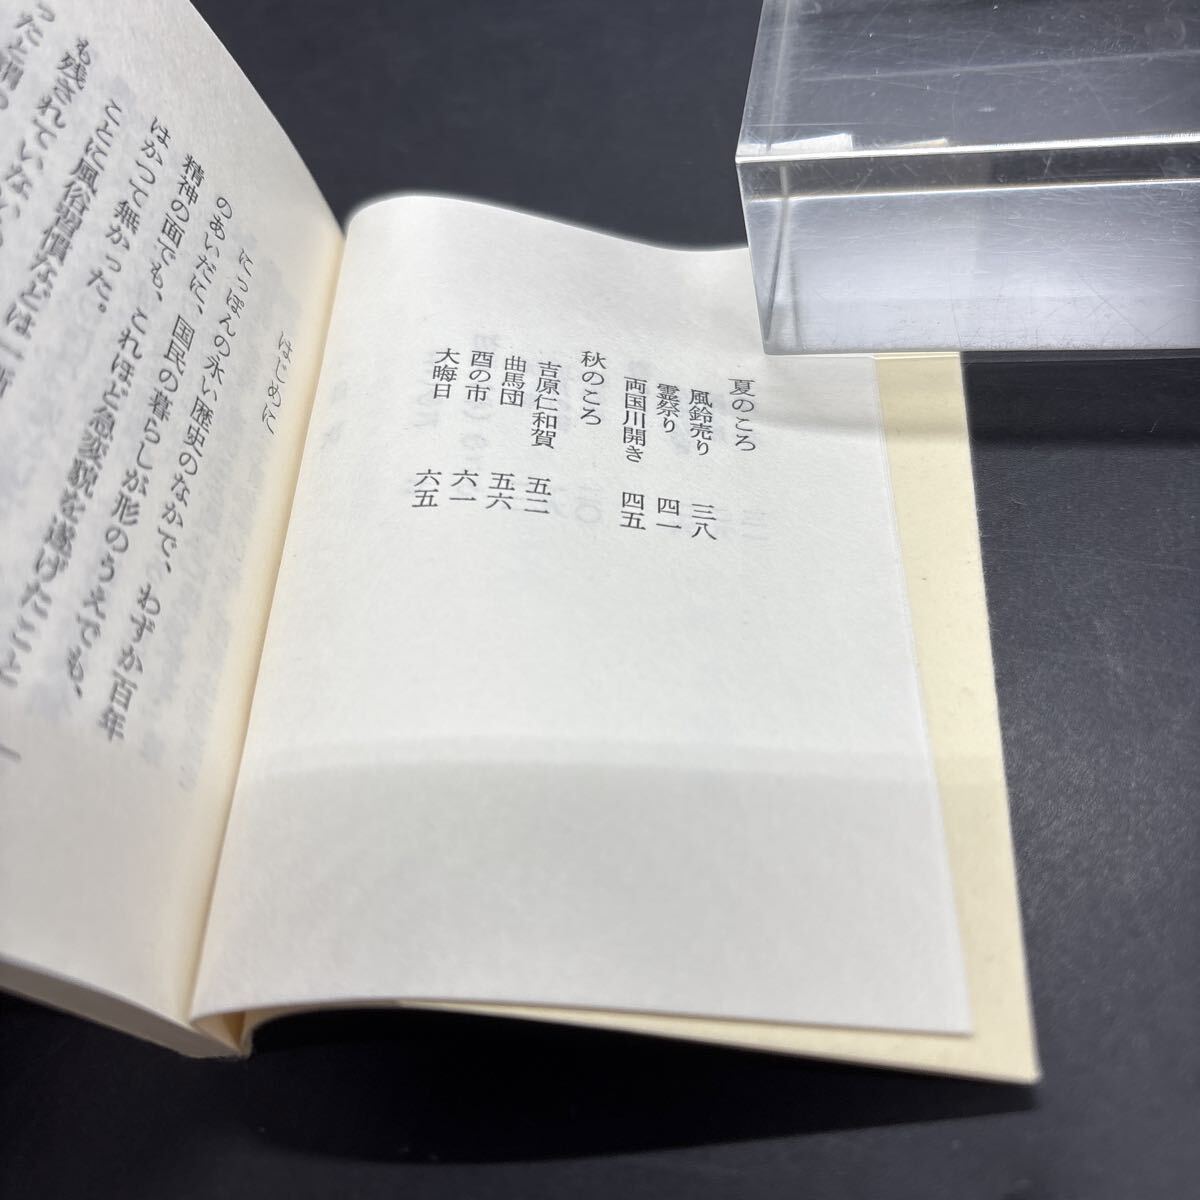 夏のころ
風鈴売り 三八
霊祭り 四一
両国川開き 四五
秋のころ
吉原仁和賀 五二
曲馬団 五六
酉の市 六一
大晦日 六五
はじめに
にっぽんの永い歴史のなかで、わずか百年
のあいだに、国民の暮らしが形のうえでも、
精神の面でも、これほど急変貌を遂げたこと
はかつて無かった。
ことに風俗習慣などは一新
も残されていない
一